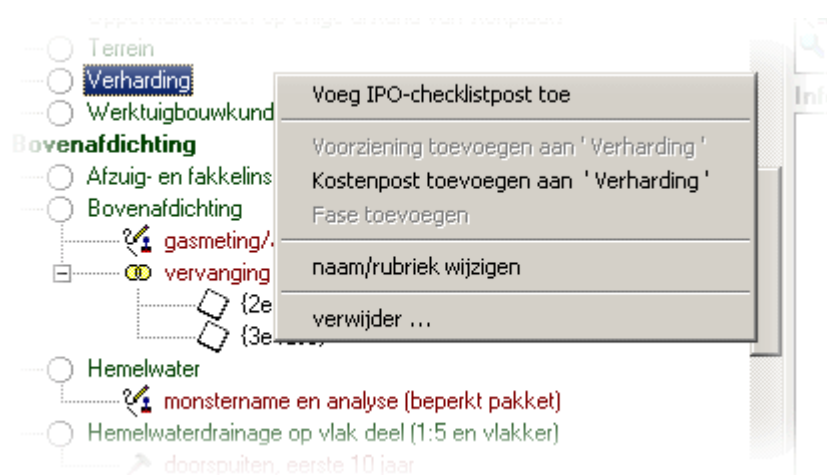 Terrein
Verharding
Werktuigbouwkund
Bovenafdichting
Afzuig- en fakkelins
Bovenafdichting
gasmeting/
vervanging
{2e
{3e
Hemelwater
monstername en analyse (beperkt pakket)
Hemelwaterdrainage op vlak deel (1:5 en vlakker)
doorspuiten, eerste 10 jaar
Voeg IPO-checklistpost toe
Voorziening toevoegen aan ' Verharding '
Kostenpost toevoegen aan ' Verharding '
Fase toevoegen
naam/rubriek wijzigen
verwijder ...
Inf